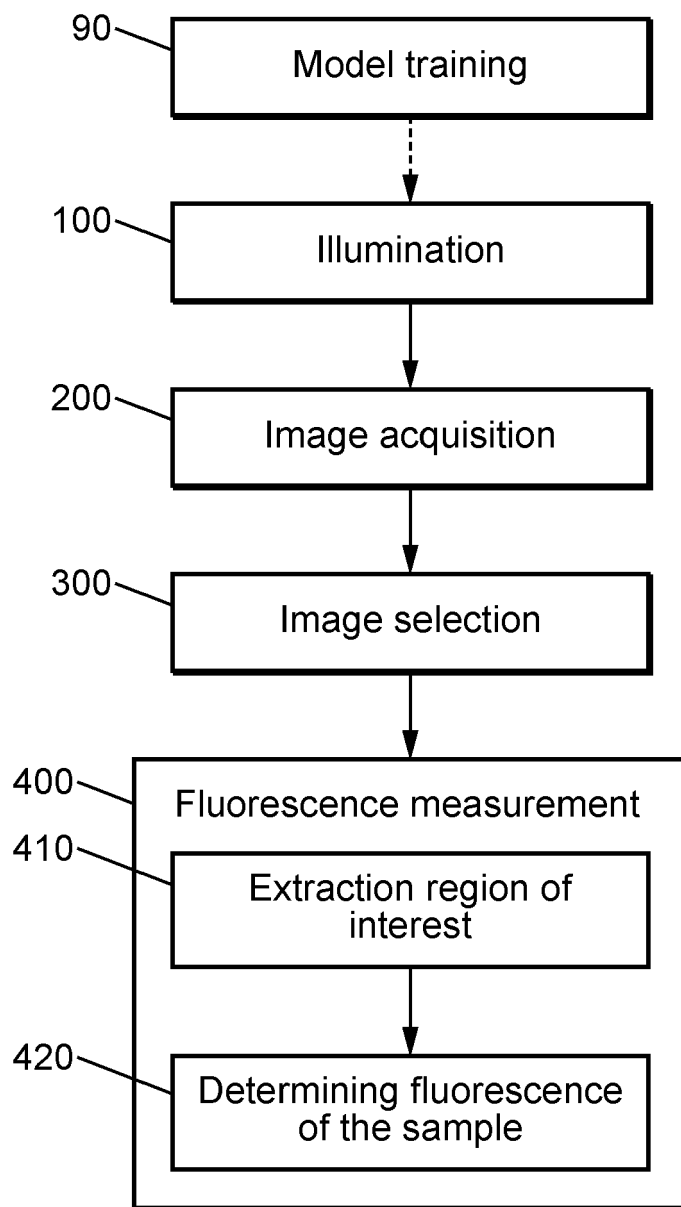 90
Model training
100
Illumination
200
Image acquisition
300
Image selection
400
Fluorescence measurement
410
Extraction region of
interest
420
Determining fluorescence
of the sample